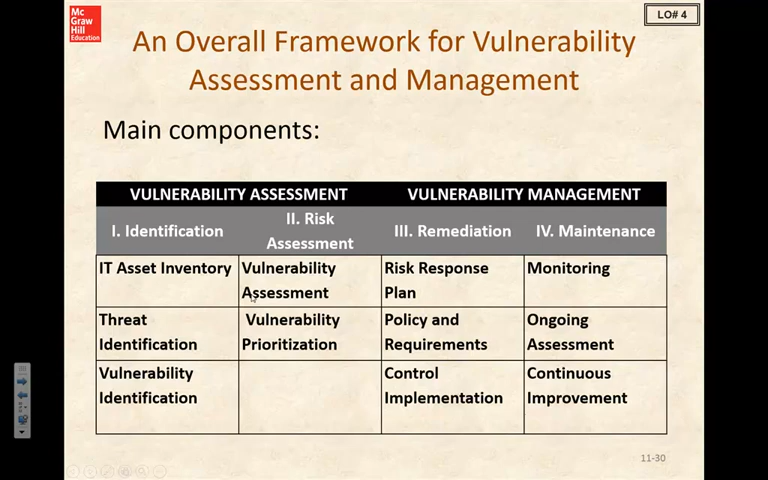 Mc
Graw
Hill
Education
LO# 4
An Overall Framework for Vulnerability
Assessment and Management
Main components:
VULNERABILITY ASSESSMENT VULNERABILITY MANAGEMENT
I. Identification II. Risk Assessment III. Remediation IV. Maintenance
IT Asset Inventory Vulnerability Assessment Risk Response Plan Monitoring
Threat Identification Vulnerability Prioritization Policy and Requirements Ongoing Assessment
Vulnerability Identification Control Implementation Continuous Improvement
11-30